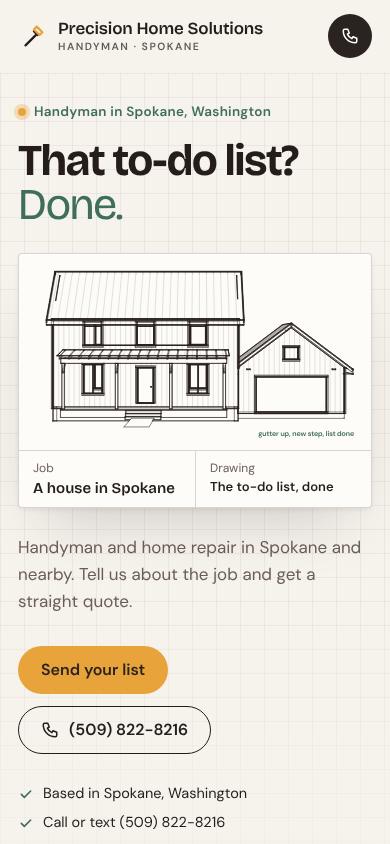 Precision Home Solutions
HANDYMAN · SPOKANE
Handyman in Spokane, Washington
That to-do list?
Done.
gutter up, new step, list done
Job
A house in Spokane
Drawing
The to-do list, done
Handyman and home repair in Spokane and
nearby. Tell us about the job and get a
straight quote.
Send your list
(509) 822-8216
Based in Spokane, Washington
Call or text (509) 822-8216